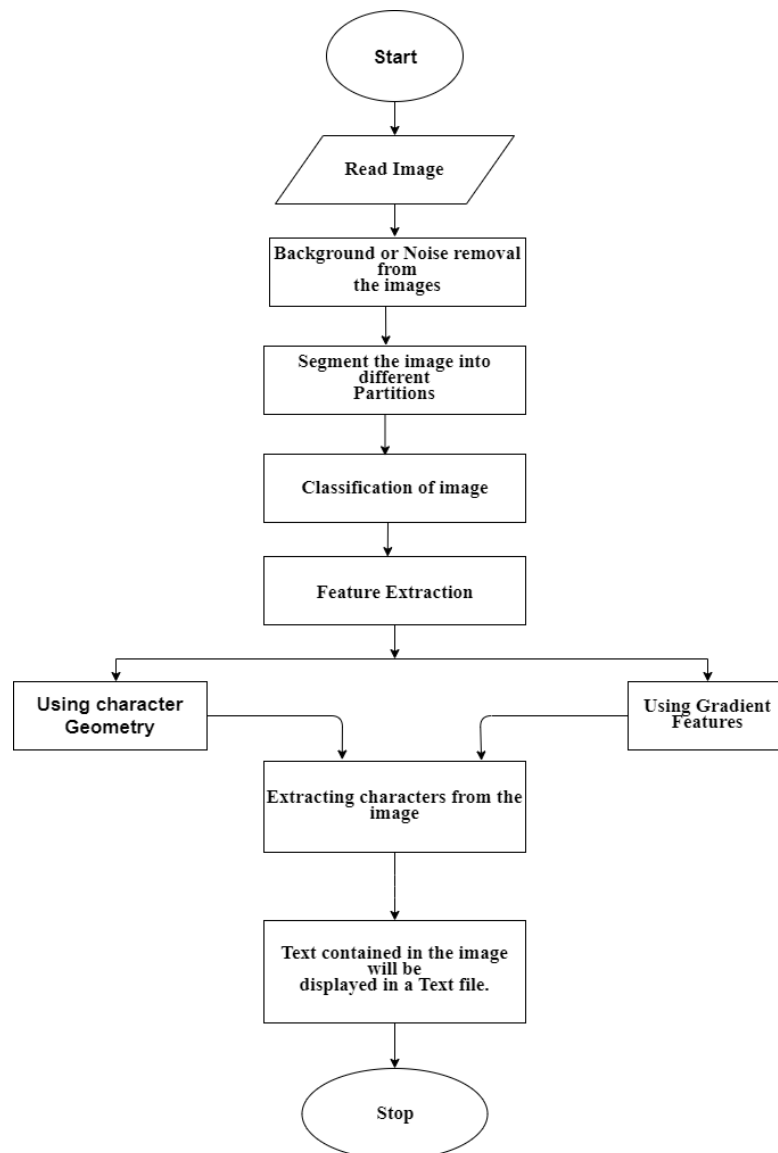 Start
Read Image
Background or Noise removal
from
the images
Segment the image into
different
Partitions
Classification of image
Feature Extraction
Using character
Geometry
Using Gradient
Features
Extracting characters from the
image
Text contained in the image
will be
displayed in a Text file.
Stop